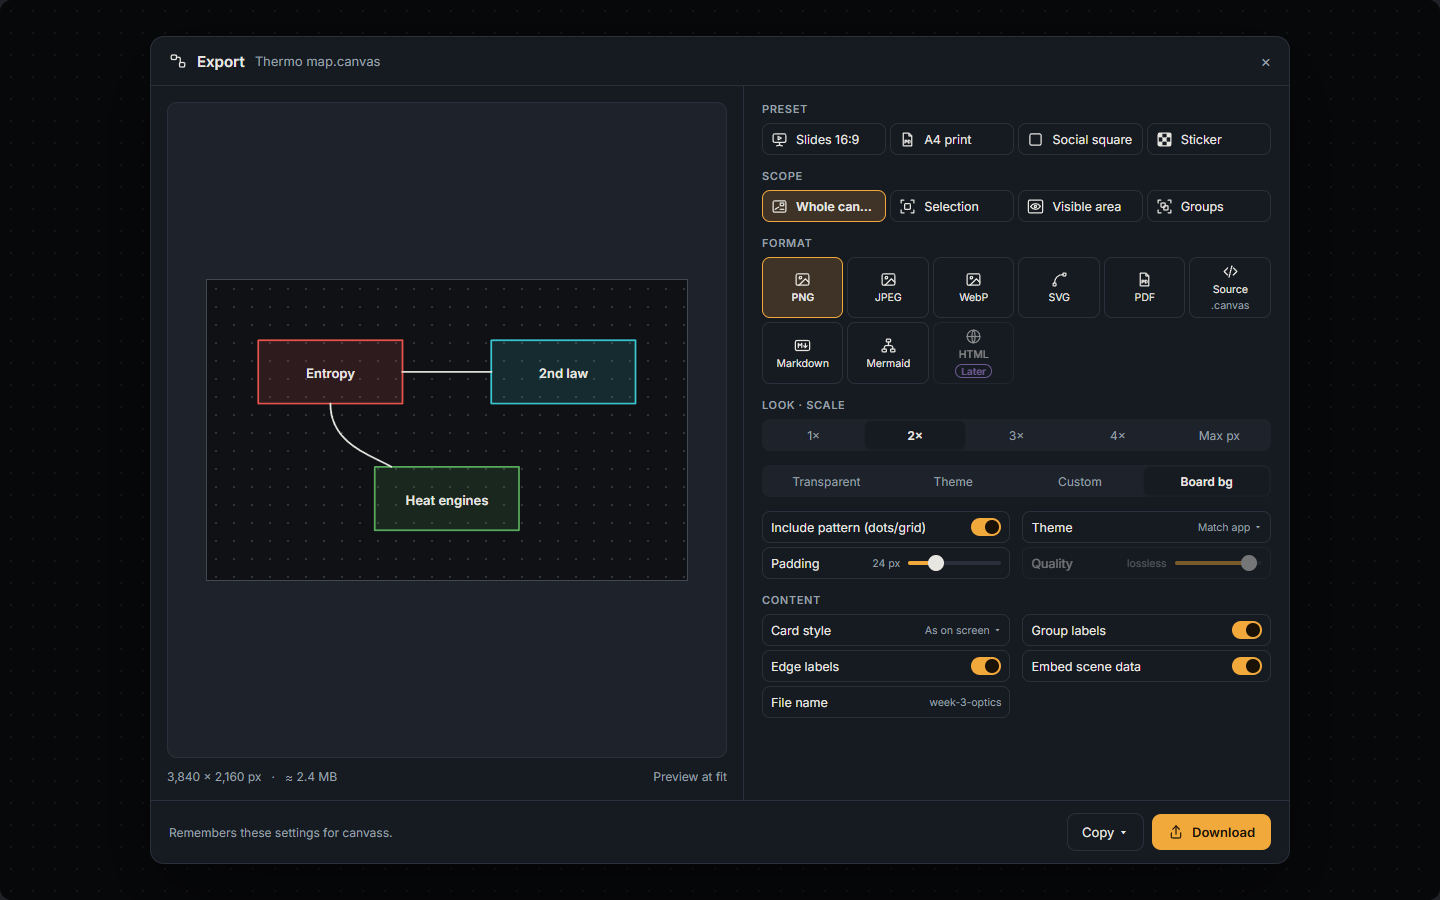 Export Thermo map.canvas ×
PRESET
Slides 16:9 A4 print Social square Sticker
SCOPE
Whole can... Selection Visible area Groups
FORMAT
PNG JPEG WebP SVG PDF Source
.canvas
Markdown Mermaid HTML
Later
LOOK · SCALE
1× 2× 3× 4× Max px
Transparent Theme Custom Board bg
Include pattern (dots/grid) Theme Match app
Padding 24 px Quality lossless
CONTENT
Card style As on screen Group labels
Edge labels Embed scene data
File name week-3-optics
Entropy 2nd law
Heat engines
3,840 × 2,160 px · ≈ 2.4 MB Preview at fit
Remembers these settings for canvass. Copy Download